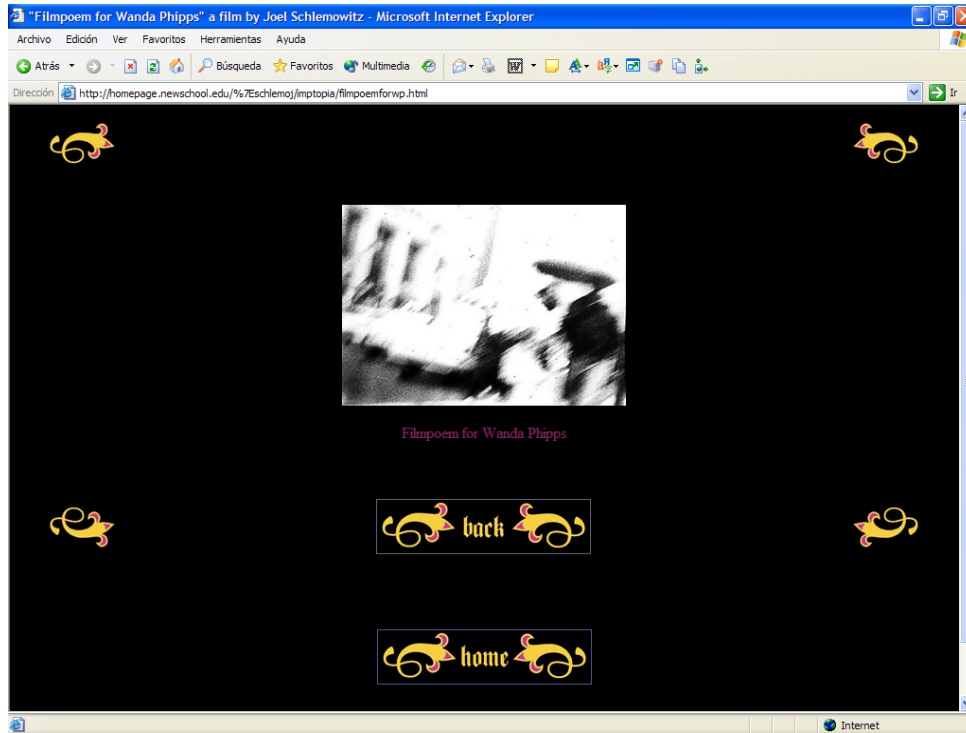 "Filmpoem for Wanda Phipps" a film by Joel Schlemowitz - Microsoft Internet Explorer
Archivo Edición Ver Favoritos Herramientas Ayuda
Atrás Búsqueda Favoritos Multimedia
Dirección http://homepage.newschool.edu/%7Eschlemoj/imptopia/filmpoemforwp.html Ir
Filmpoem for Wanda Phipps
back
home
Internet